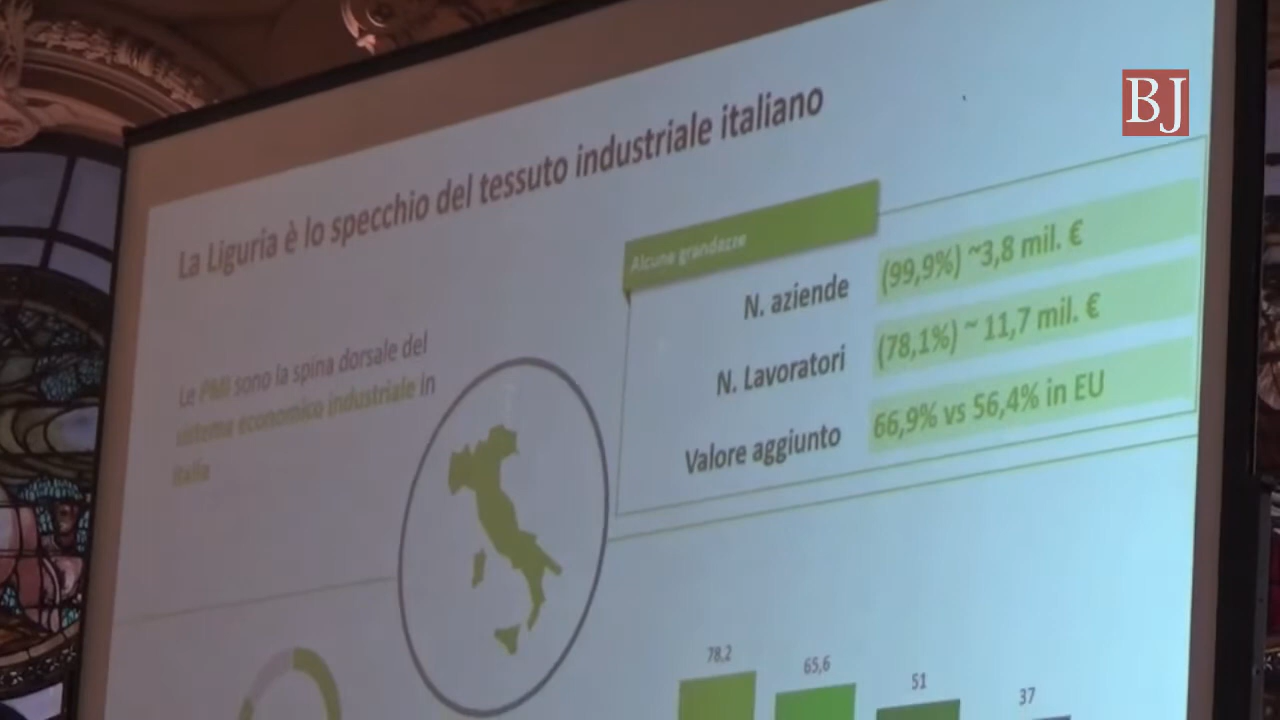 BJ
La Liguria è lo specchio del tessuto industriale italiano
Alcune grandezze
N. aziende (99,9%) ~3,8 mil. €
N. Lavoratori (78,1%) ~ 11,7 mil. €
Valore aggiunto 66,9% vs 56,4% in EU
Le PMI sono la spina dorsale del
sistema economico industriale in
Italia
78,2
65,6
51
37